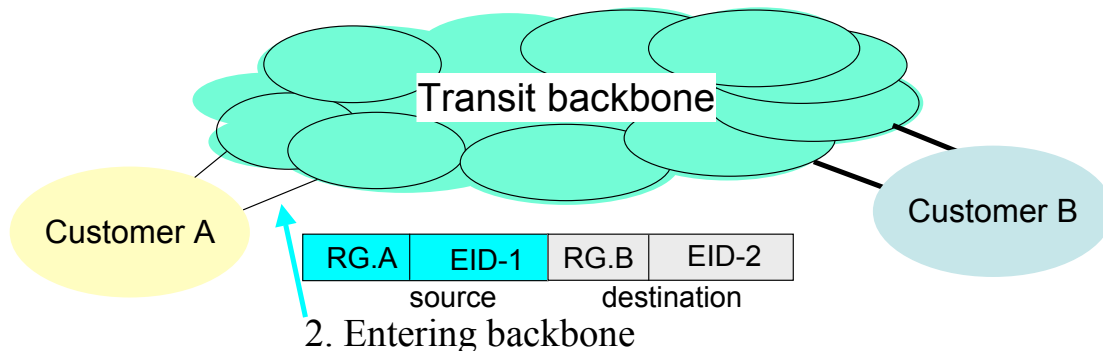 Transit backbone
Customer A
Customer B
RG.A EID-1 RG.B EID-2
source destination
2. Entering backbone